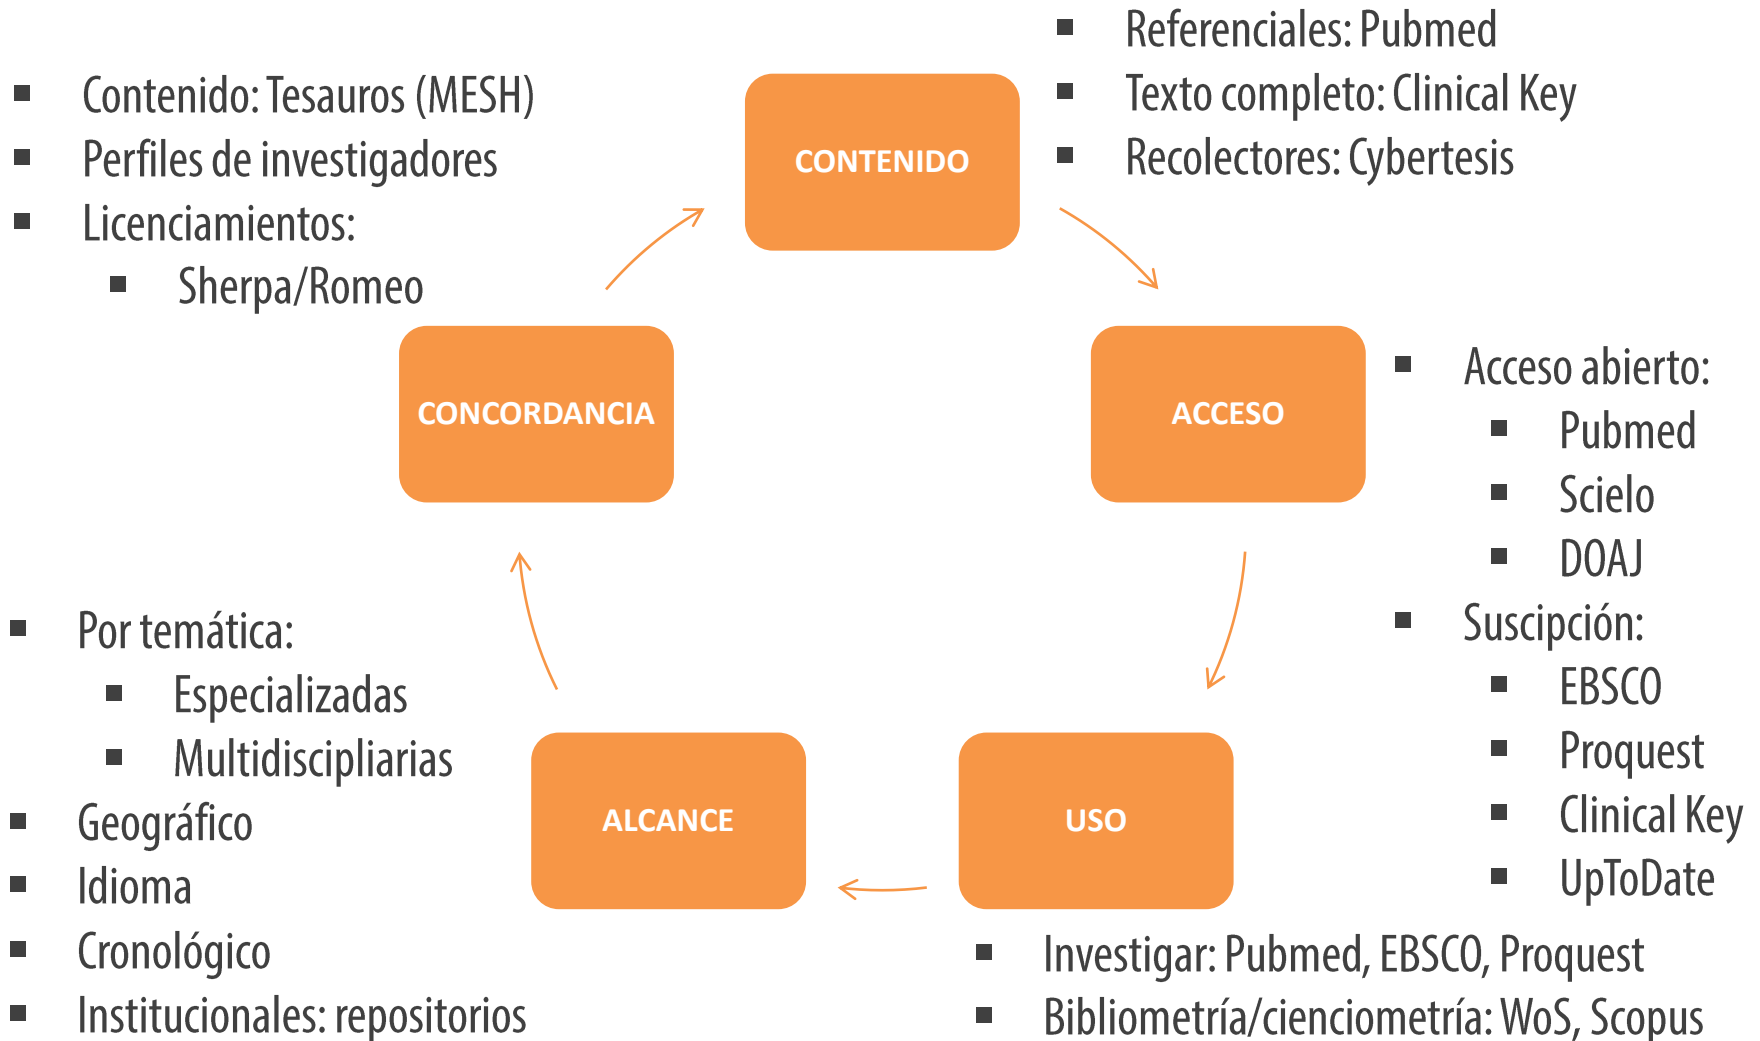 CONTENIDO
▪ Referenciales: Pubmed
▪ Texto completo: Clinical Key
▪ Recolectores: Cybertesis
ACCESO
▪ Acceso abierto:
▪ Pubmed
▪ Scielo
▪ DOAJ
▪ Suscipción:
▪ EBSCO
▪ Proquest
▪ Clinical Key
▪ UpToDate
USO
▪ Investigar: Pubmed, EBSCO, Proquest
▪ Bibliometría/cienciometría: WoS, Scopus
ALCANCE
▪ Por temática:
▪ Especializadas
▪ Multidiscipliarias
▪ Geográfico
▪ Idioma
▪ Cronológico
▪ Institucionales: repositorios
CONCORDANCIA
▪ Contenido: Tesauros (MESH)
▪ Perfiles de investigadores
▪ Licenciamientos:
▪ Sherpa/Romeo